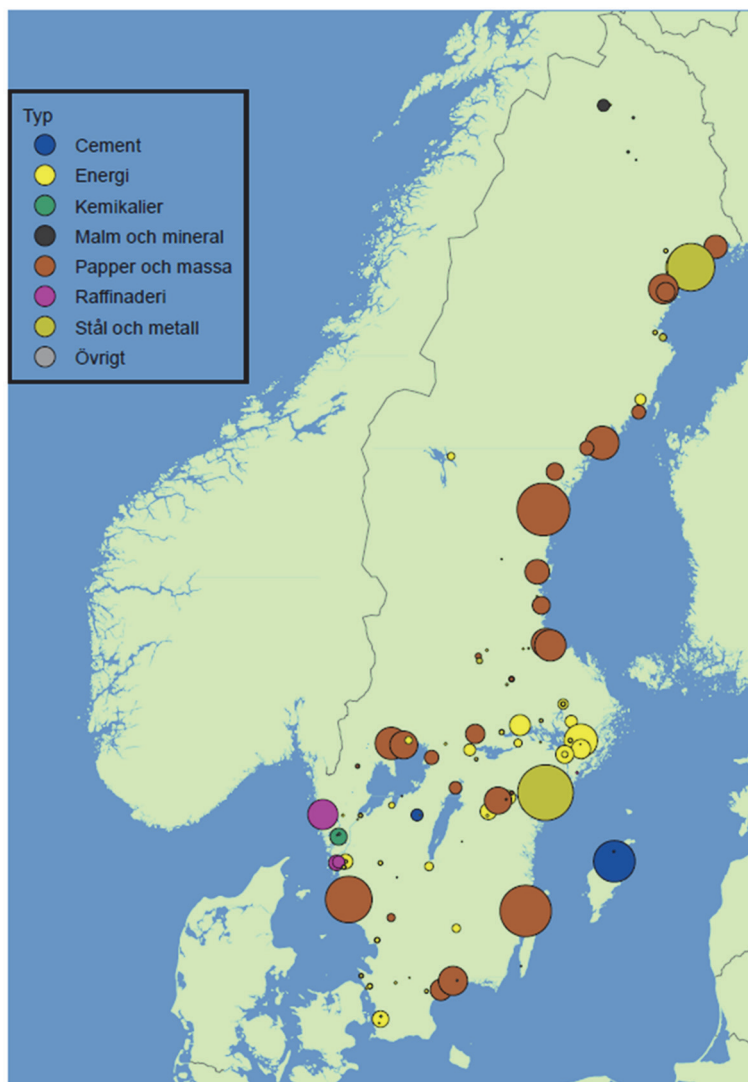 Typ
Cement
Energi
Kemikalier
Malm och mineral
Papper och massa
Raffinaderi
Stål och metall
Övrigt